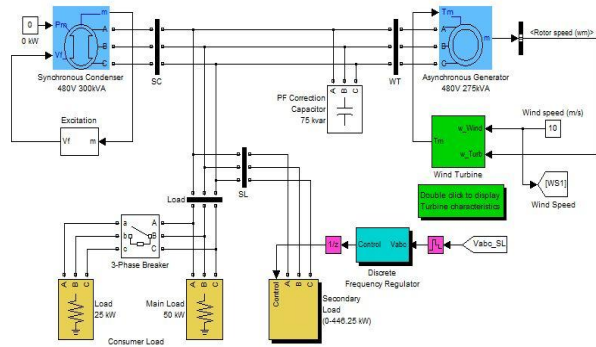 0
0 kW
Pm
m
A
B
C
Vf
Synchronous Condenser
480V 300kVA
SC
Excitation
Vf
m
A B C
PF Correction
Capacitor
75 kvar
WT
Tm
A
B
C
m
Asynchronous Generator
480V 275kVA
<Rotor speed (wm)>
Wind speed (m/s)
10
w_Wind
Tm
w_Turb
Wind Turbine
[WS1]
Wind Speed
Double click to display
Turbine characteristics
SL
Load
a A
b B
c C
3-Phase Breaker
A B C
Load
25 kW
A B C
Main Load
50 kW
Consumer Load
Control
A B C
Secondary
Load
(0-446.25 kW)
1/z
Control
Vabc
Discrete
Frequency Regulator
Vabc_SL